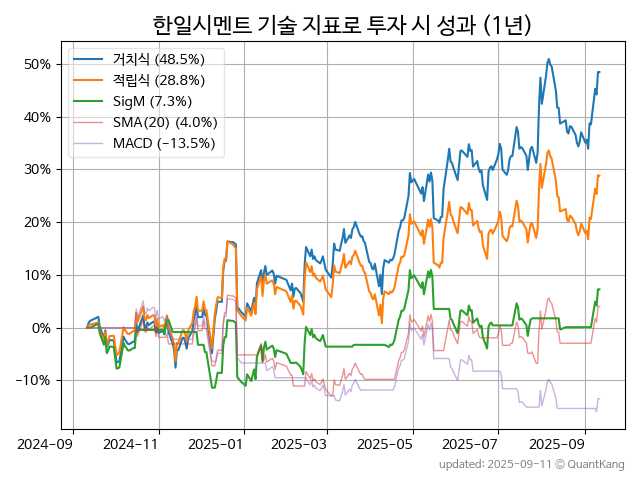 한일시멘트 기술 지표로 투자 시 성과 (1년)
거치식 (48.5%)
적립식 (28.8%)
SigM (7.3%)
SMA(20) (4.0%)
MACD (−13.5%)
50%
40%
30%
20%
10%
0%
−10%
2024-09
2024-11
2025-01
2025-03
2025-05
2025-07
2025-09
updated: 2025-09-11 © QuantKang